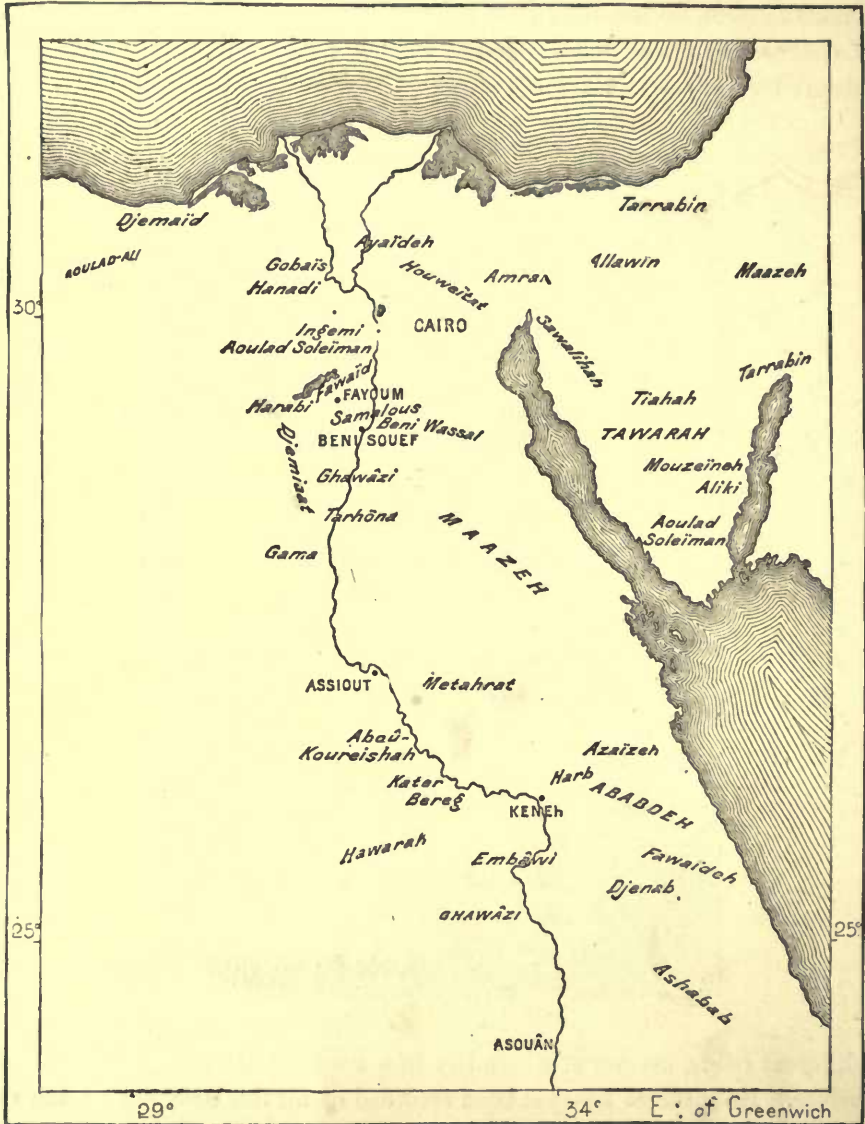 Tarrabin
Djemaïd
Ayaïdeh
AOULAD-ALI
Gobaïs
Houweïtat
Amran
Allawin
Maazeh
Hanadi
30°
CAIRO
Ingemi
Aoulad Soleïman
Sawalihah
Fawaïd
Tarrabin
Harabi
FAYOUM
Tiahah
Samalous
Beni Wassal
TAWARAH
BENI SOUEF
Djemiaat
Mouzeïneh
Ghawâzi
Aliki
Tarhôna
MAAZEH
Aoulad
Soleïman
Gama
ASSIOUT
Metahrat
Abaû-
Koureishah
Azaïzeh
Harb
Kater
Bereg
ABABDEH
KENEH
Hawarah
Embâwi
Fawaïdeh
Djenab
GHAWÂZI
25°
25°
Ashabab
ASOUÂN
29°
34° E: of Greenwich